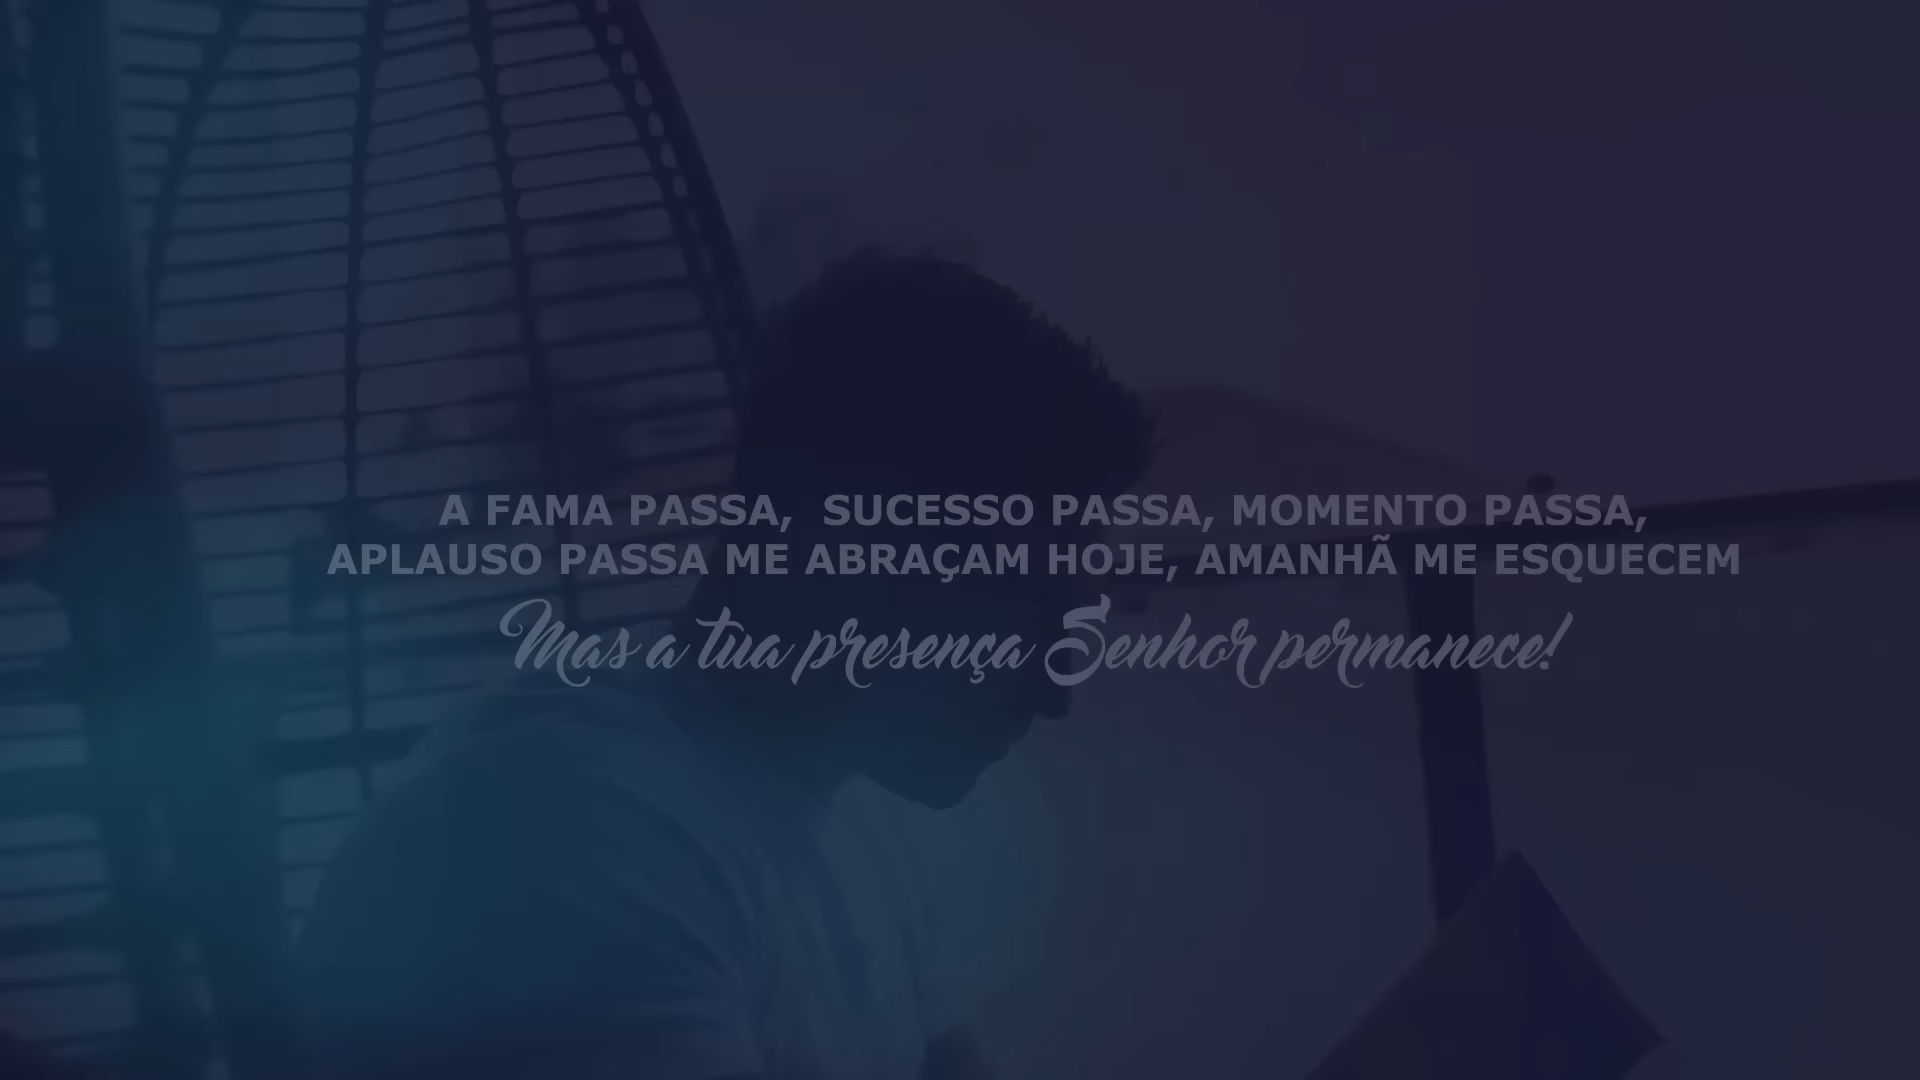 A FAMA PASSA,  SUCESSO PASSA, MOMENTO PASSA,
APLAUSO PASSA ME ABRAÇAM HOJE, AMANHÃ ME ESQUECEM
Mas a tua presença Senhor permanece!